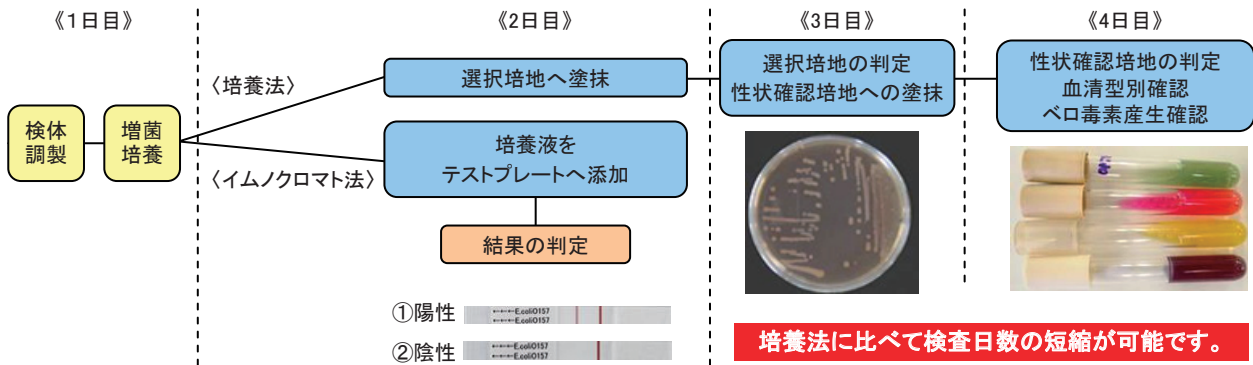 《1日目》
《2日目》
《3日目》
《4日目》
検体
調製
増菌
培養
〈培養法〉
選択培地へ塗抹
選択培地の判定
性状確認培地への塗抹
性状確認培地の判定
血清型別確認
ベロ毒素産生確認
〈イムノクロマト法〉
培養液を
テストプレートへ添加
結果の判定
①陽性
←←←E.coliO157
←←←E.coliO157
②陰性
←←←E.coliO157
←←←E.coliO157
培養法に比べて検査日数の短縮が可能です。